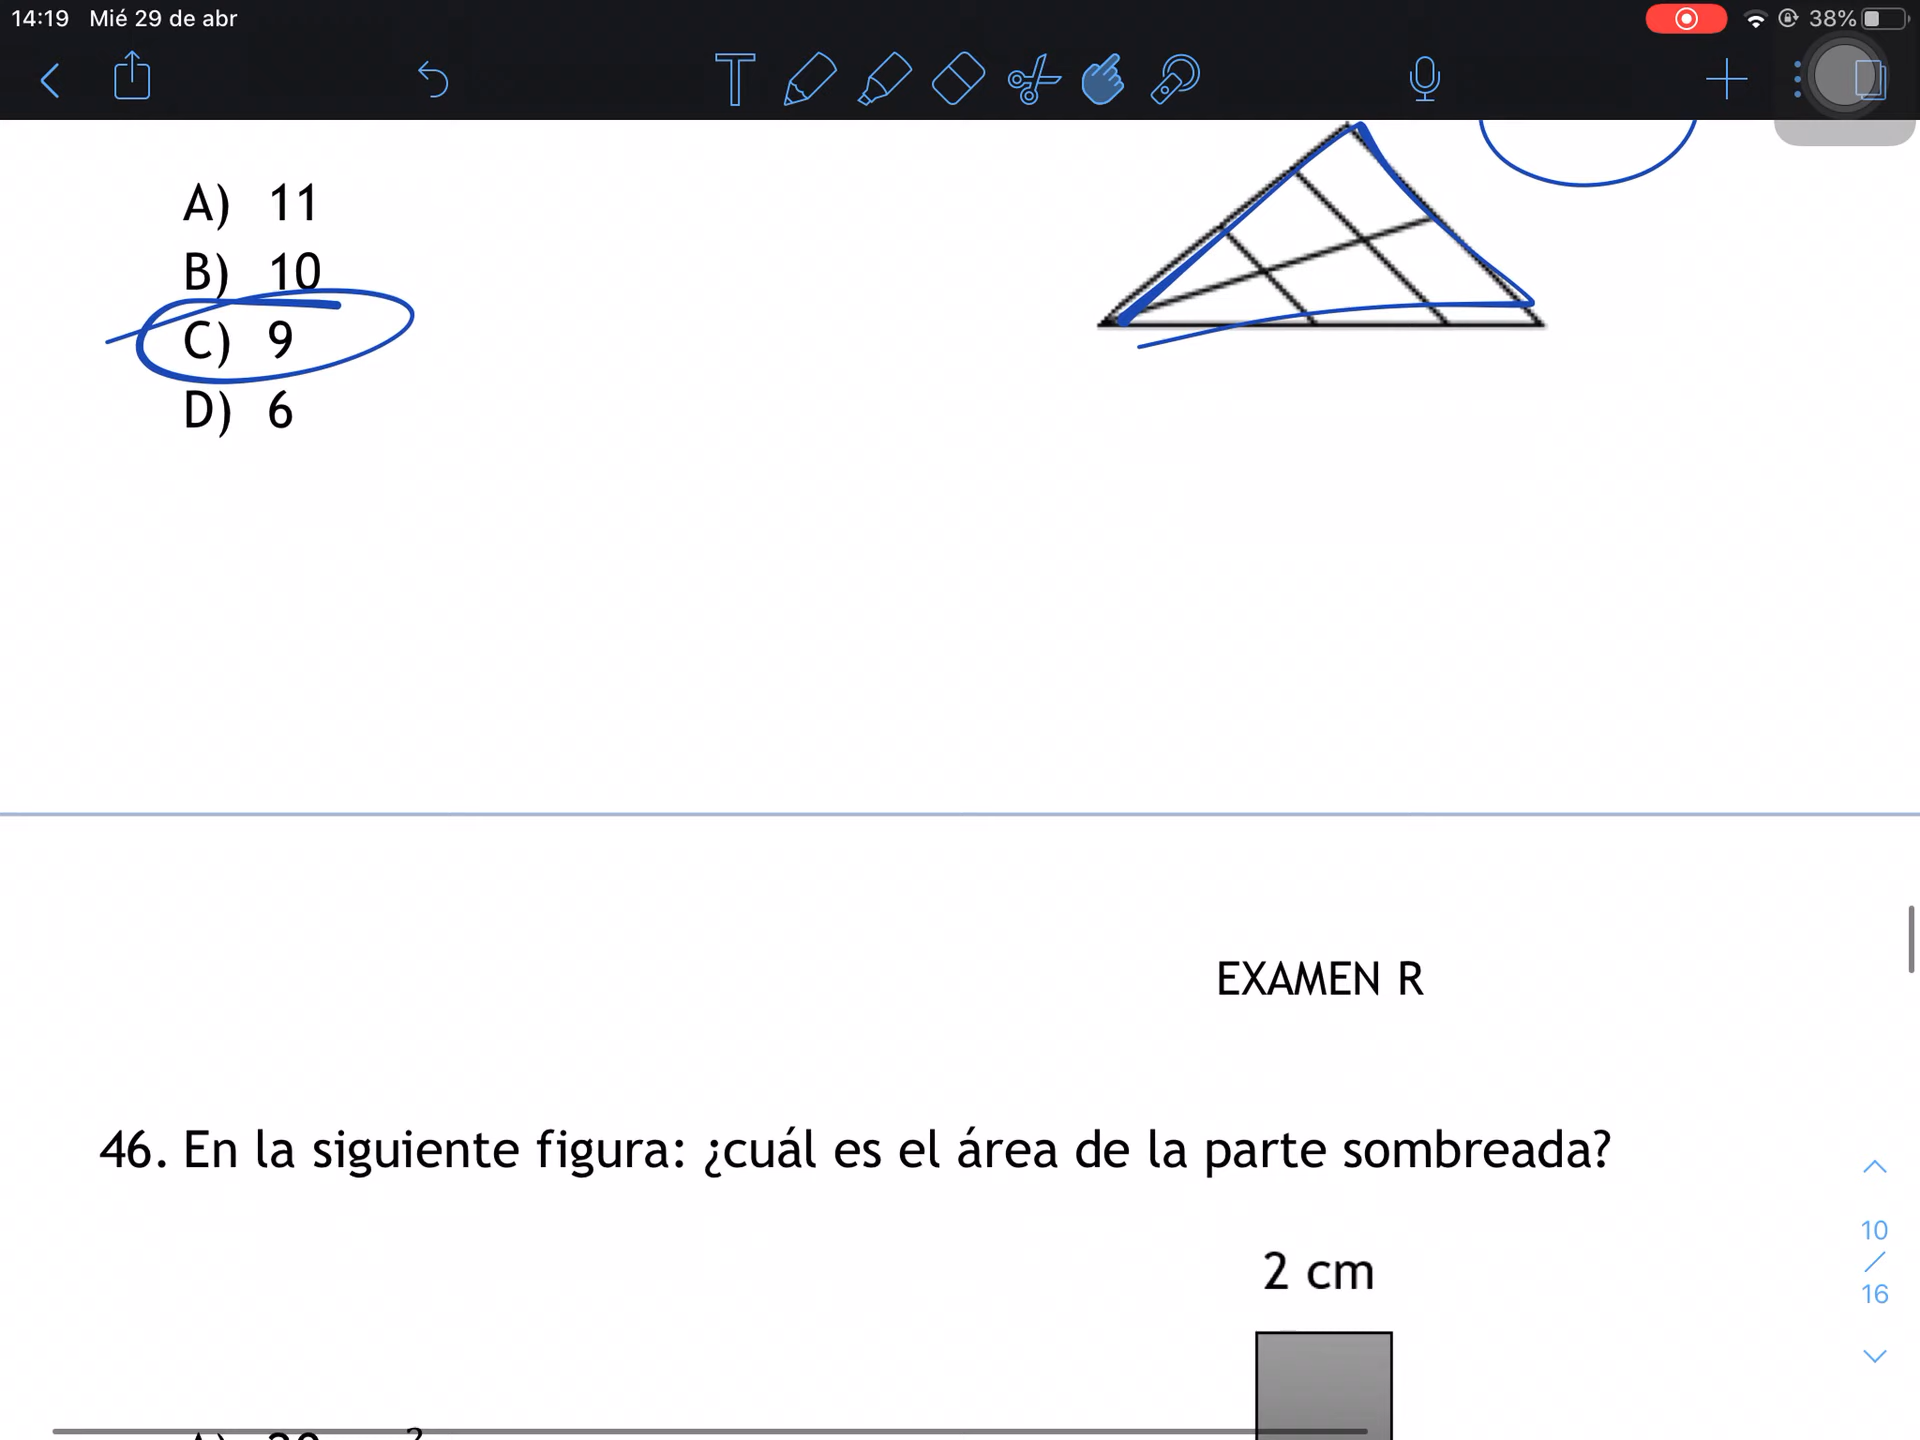 14:19 Mié 29 de abr 38%
A) 11
B) 10
C) 9
D) 6
EXAMEN R
46. En la siguiente figura: ¿cuál es el área de la parte sombreada?
2 cm
10
/
16